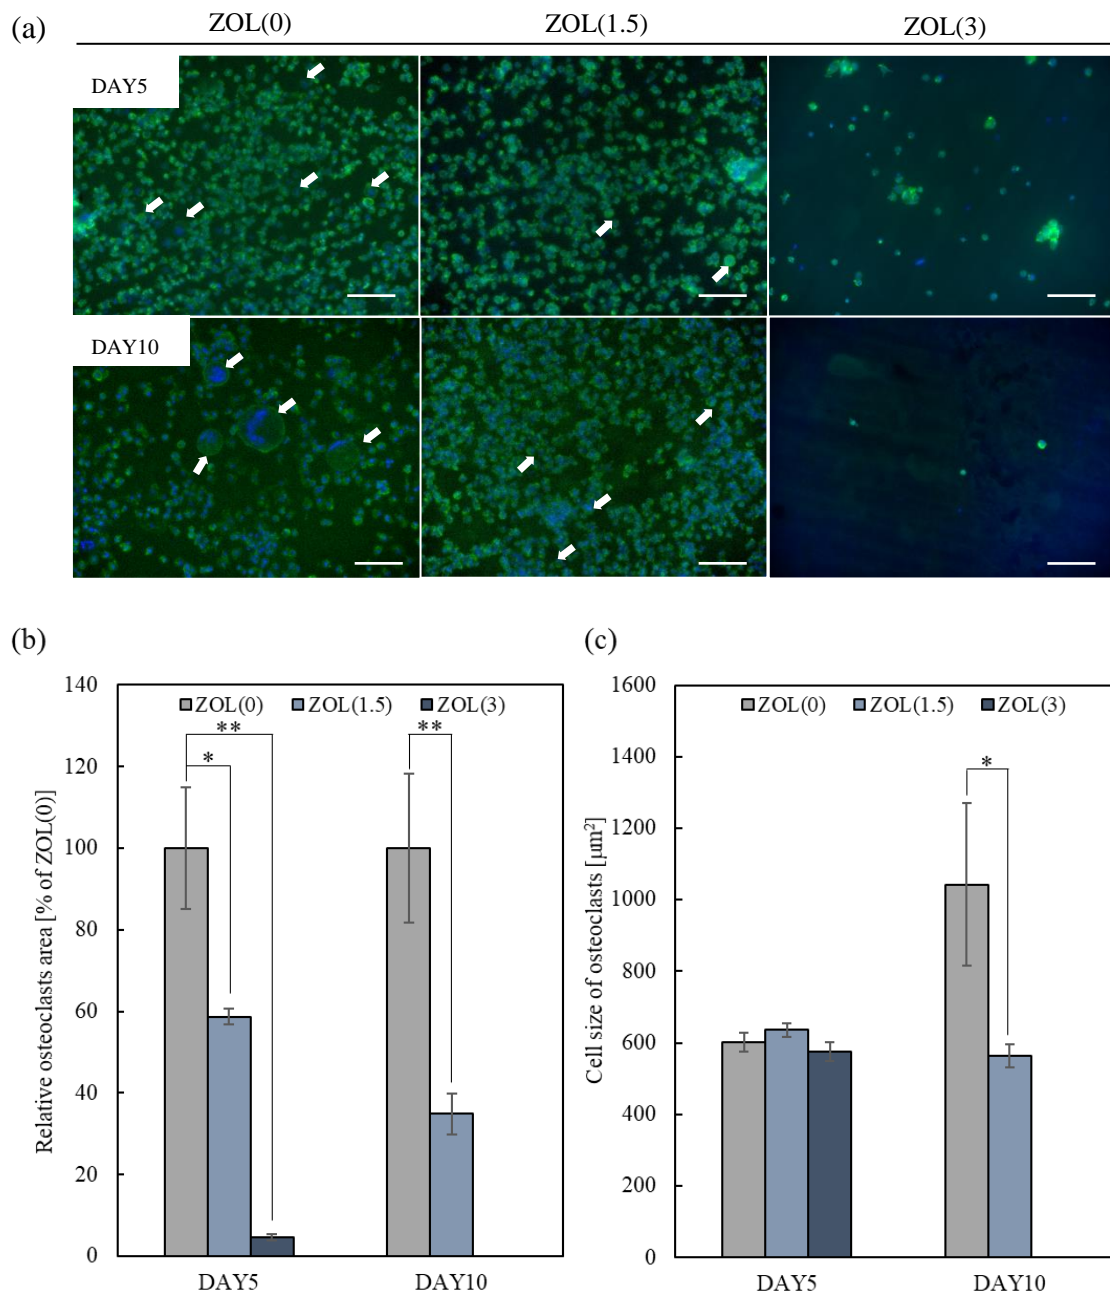 (a)
ZOL(0) ZOL(1.5) ZOL(3)
DAY5
DAY10
(b)
Relative osteoclasts area [% of ZOL(0)]
140
120
100
80
60
40
20
0
ZOL(0) ZOL(1.5) ZOL(3)
**
*
**
DAY5 DAY10
(c)
Cell size of osteoclasts [μm²]
1600
1400
1200
1000
800
600
400
200
0
ZOL(0) ZOL(1.5) ZOL(3)
*
DAY5 DAY10